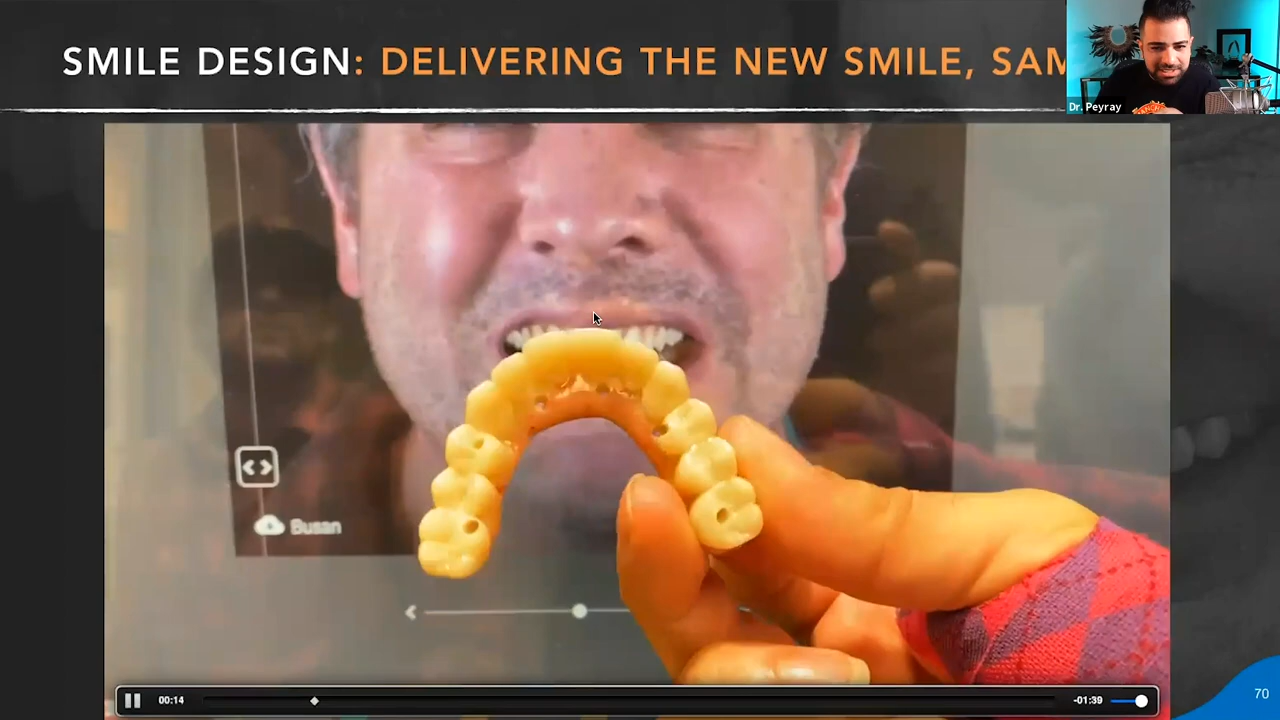 SMILE DESIGN: DELIVERING THE NEW SMILE, SAM
Dr. Peyray
Busan
00:14
-01:39
70